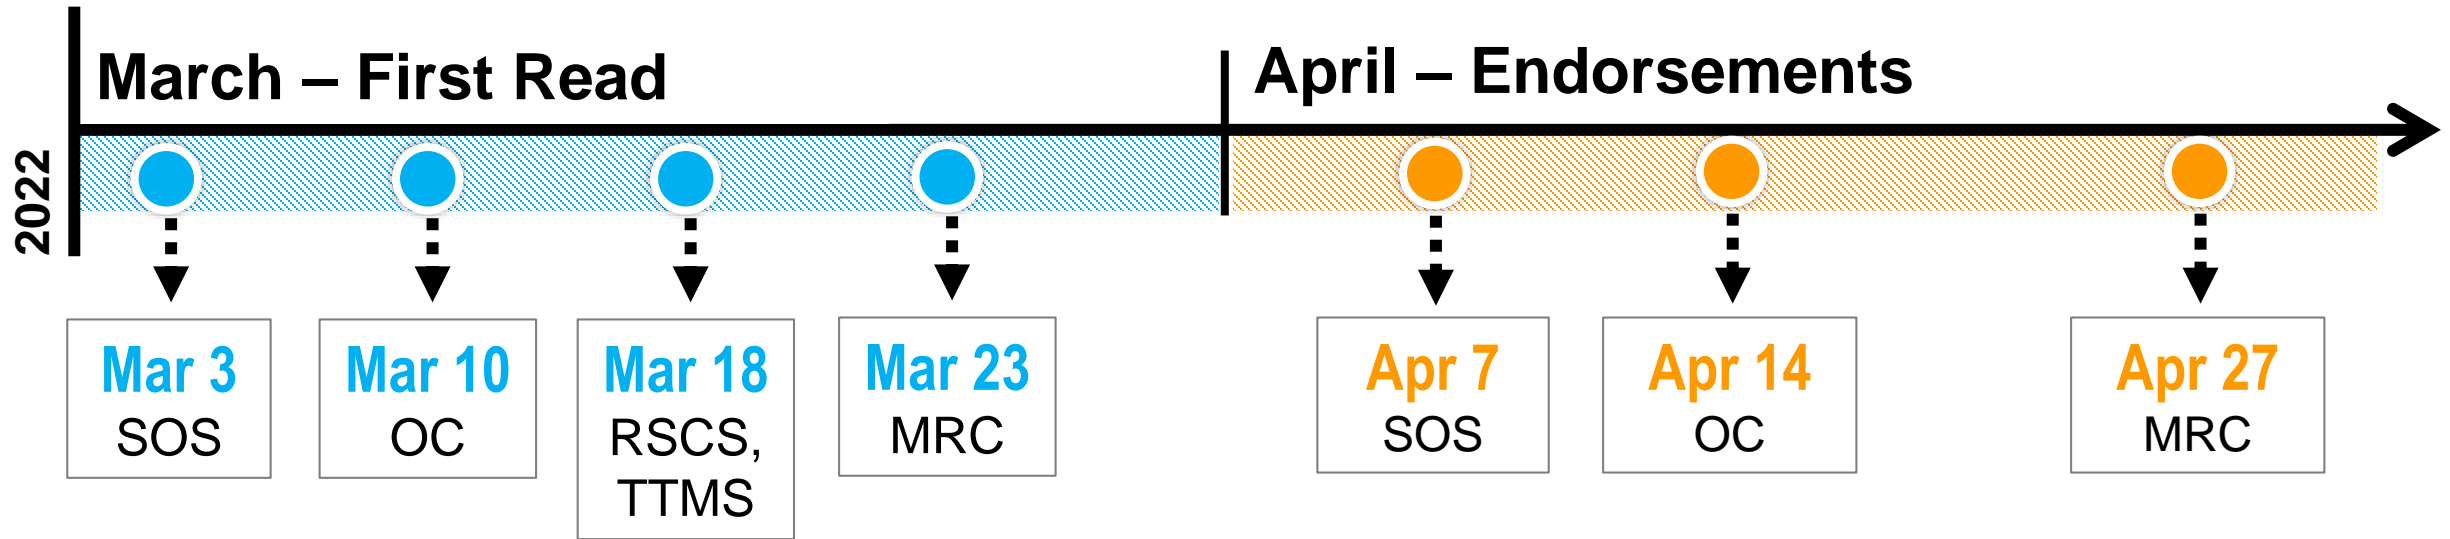 2022
March – First Read
April – Endorsements
Mar 3
SOS
Mar 10
OC
Mar 18
RSCS,
TTMS
Mar 23
MRC
Apr 7
SOS
Apr 14
OC
Apr 27
MRC